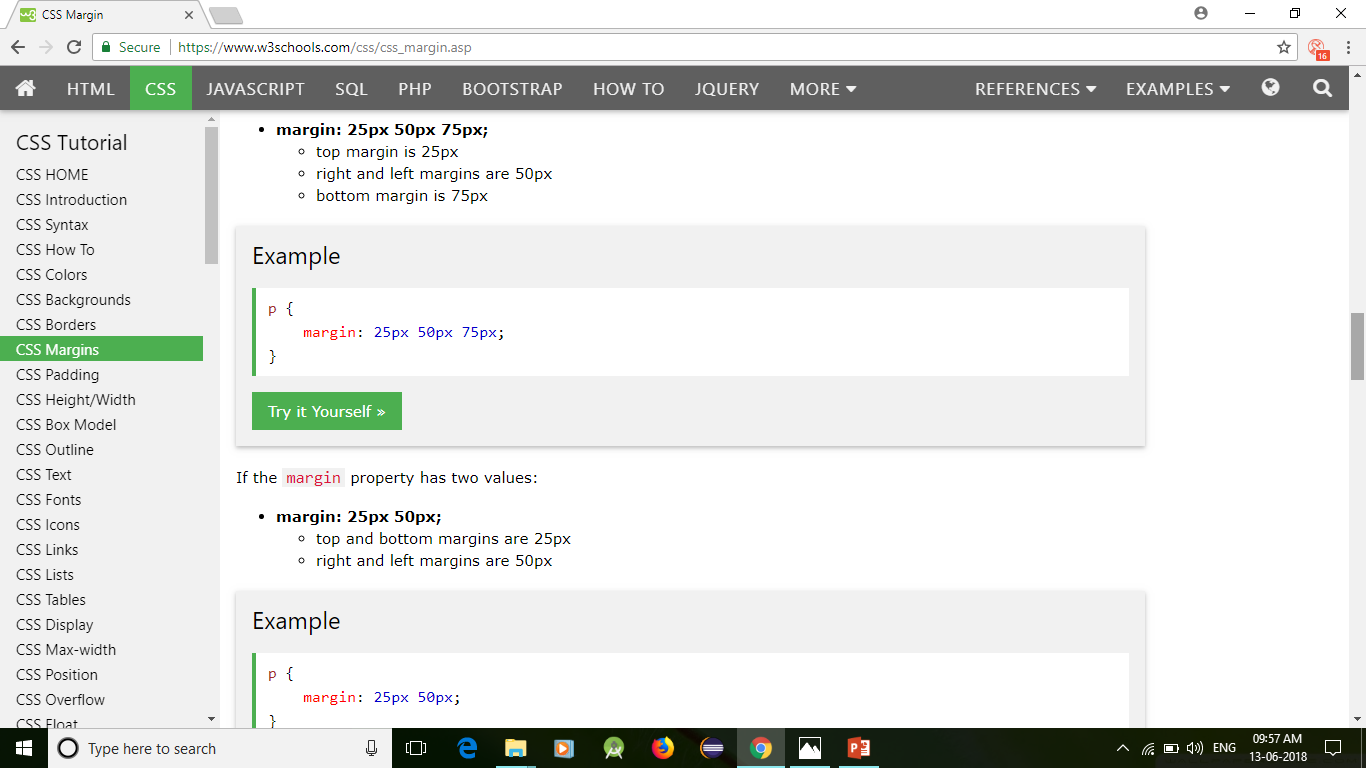 CSS Margin
Secure
https://www.w3schools.com/css/css_margin.asp
16
HTML
CSS
JAVASCRIPT
SQL
PHP
BOOTSTRAP
HOW TO
JQUERY
MORE
REFERENCES
EXAMPLES
CSS Tutorial
CSS HOME
CSS Introduction
CSS Syntax
CSS How To
CSS Colors
CSS Backgrounds
CSS Borders
CSS Margins
CSS Padding
CSS Height/Width
CSS Box Model
CSS Outline
CSS Text
CSS Fonts
CSS Icons
CSS Links
CSS Lists
CSS Tables
CSS Display
CSS Max-width
CSS Position
CSS Overflow
CSS Float
• margin: 25px 50px 75px;
◦ top margin is 25px
◦ right and left margins are 50px
◦ bottom margin is 75px
Example
p {
margin: 25px 50px 75px;
}
Try it Yourself »
If the margin property has two values:
• margin: 25px 50px;
◦ top and bottom margins are 25px
◦ right and left margins are 50px
Example
p {
margin: 25px 50px;
}
Type here to search
ENG
09:57 AM
13-06-2018